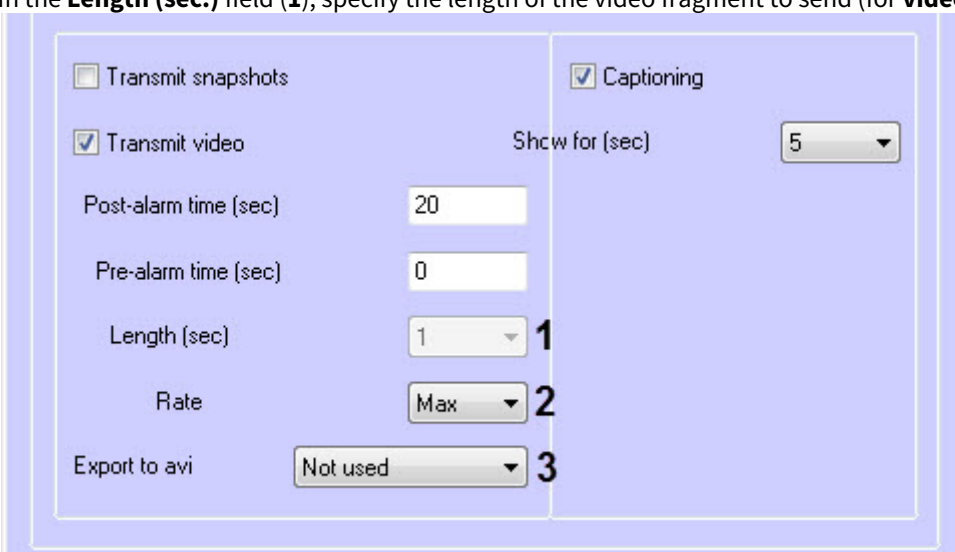 In the Length (sec.) field (1), specify the length of the video fragment to send (for
Transmit snapshots
Captioning
Transmit video
Show for (sec)
5
Post-alarm time (sec)
20
Pre-alarm time (sec)
0
Length (sec)
1
1
Rate
Max
2
Export to avi
Not used
3